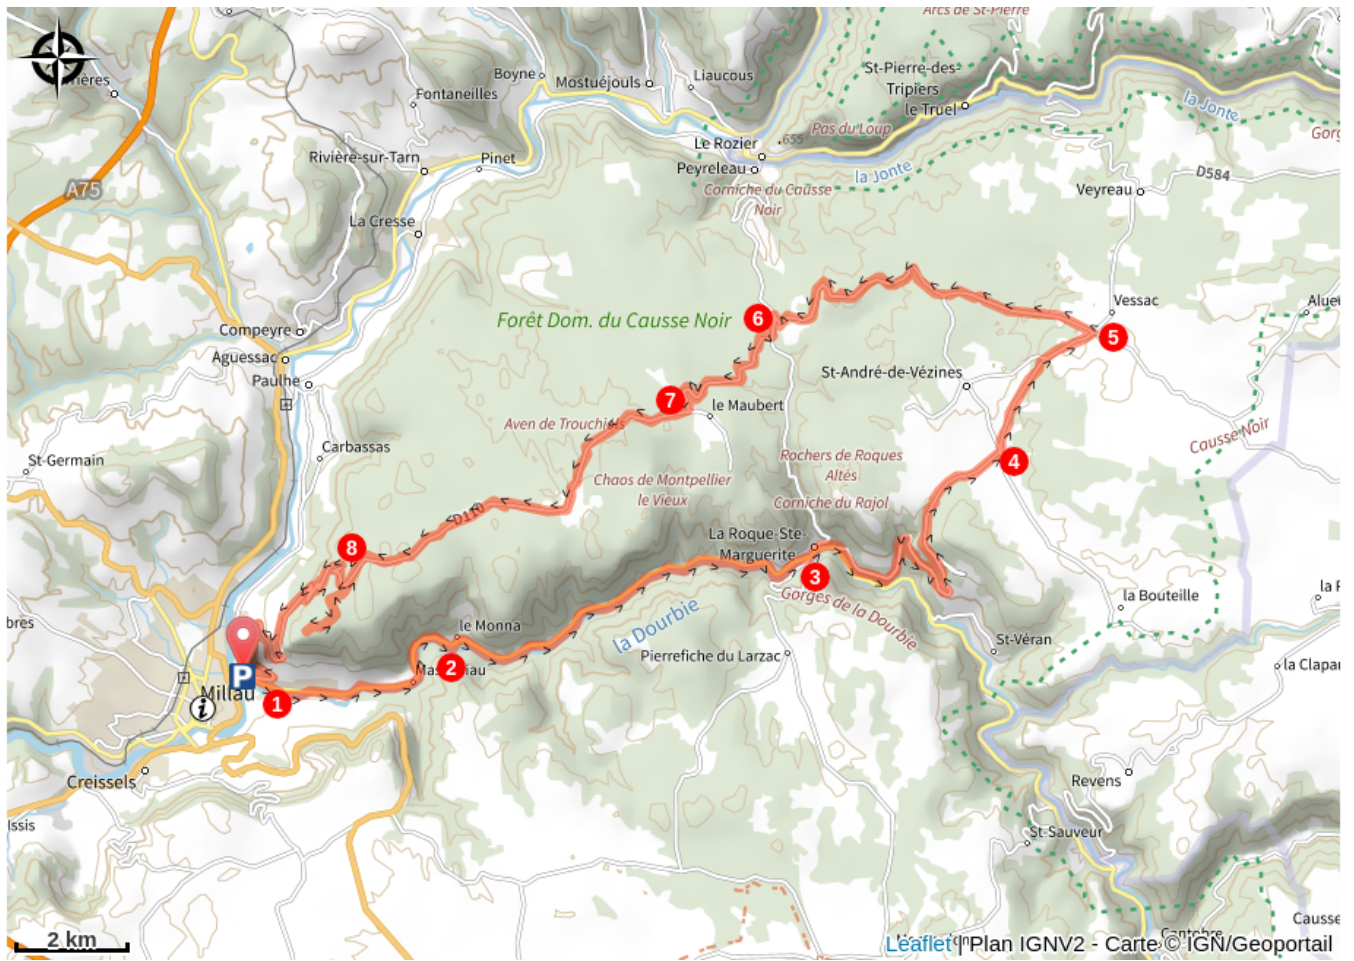 Arcs de St-Pierre
Boyne
Mostuéjouls
Liaucous
St-Pierre-des-
Tripiers
le Truel
Fontaneilles
la Jonte
A75
Rivière-sur-Tarn
Pinet
Le Rozier
.655
Pas du Loup
Peyreleau
la Jonte
Corniche du Causse
Noir
Veyreau
D584
La Cresse
Vessac
Compeyre
Forêt Dom. du Causse Noir
6
5
Aguessac
Paulhe
St-André-de-Vézines
7
le Maubert
Carbassas
St-Germain
Causse Noir
Rochers de Roques
Altès
4
Chaos de Montpellier
le Vieux
Corniche du Rajol
8
La Roque-Ste-
Marguerite
3
Gorges de la Dourbie
la Bouteille
le Monna
la Dourbie
St-Véran
Pierrefiche du Larzac
2
P
Millau
i
1
Creissels
Revens
St-Sauveur
2 km
Causse
Leaflet | Plan IGNV2 - Carte © IGN/Geoportail